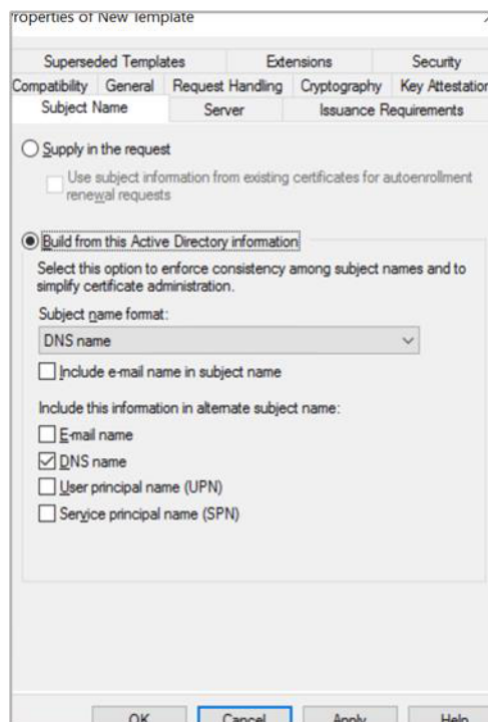 roperties of New Template
Superseded Templates Extensions Security
Compatibility General Request Handling Cryptography Key Attestation
Subject Name Server Issuance Requirements
Supply in the request
Use subject information from existing certificates for autoenrollment
renewal requests
Build from this Active Directory information
Select this option to enforce consistency among subject names and to
simplify certificate administration.
Subject name format:
DNS name
Include e-mail name in subject name
Include this information in alternate subject name:
E-mail name
DNS name
User principal name (UPN)
Service principal name (SPN)
OK Cancel Apply Help